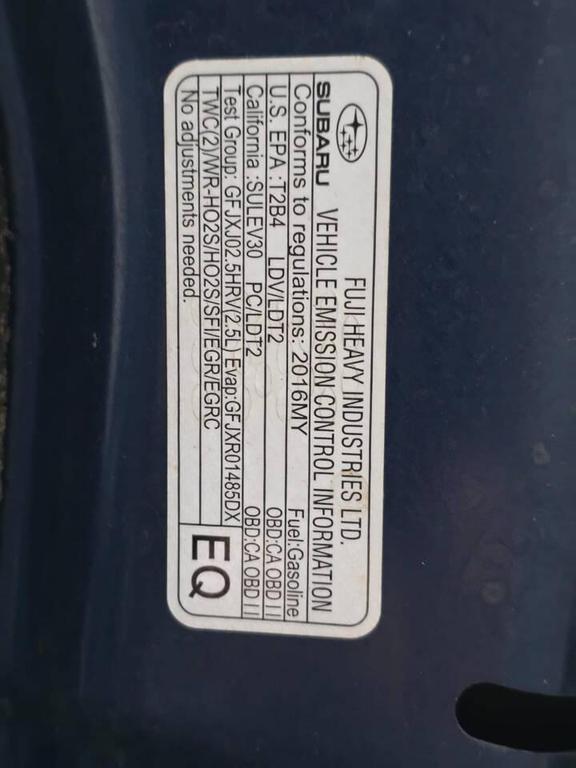 FUJI HEAVY INDUSTRIES LTD.
SUBARU VEHICLE EMISSION CONTROL INFORMATION
Conforms to regulations: 2016MY Fuel:Gasoline
U.S. EPA :T2B4 LDV/LDT2 OBD:CA OBD II
California :SULEV30 PC/LDT2 OBD:CA OBD II
Test Group: GFJXJ02.5HRV(2.5L) Evap:GFJXR01485DX
TWC(2)/WR-HO2S/HO2S/SFI/EGR/EGRC
No adjustments needed.
EQ